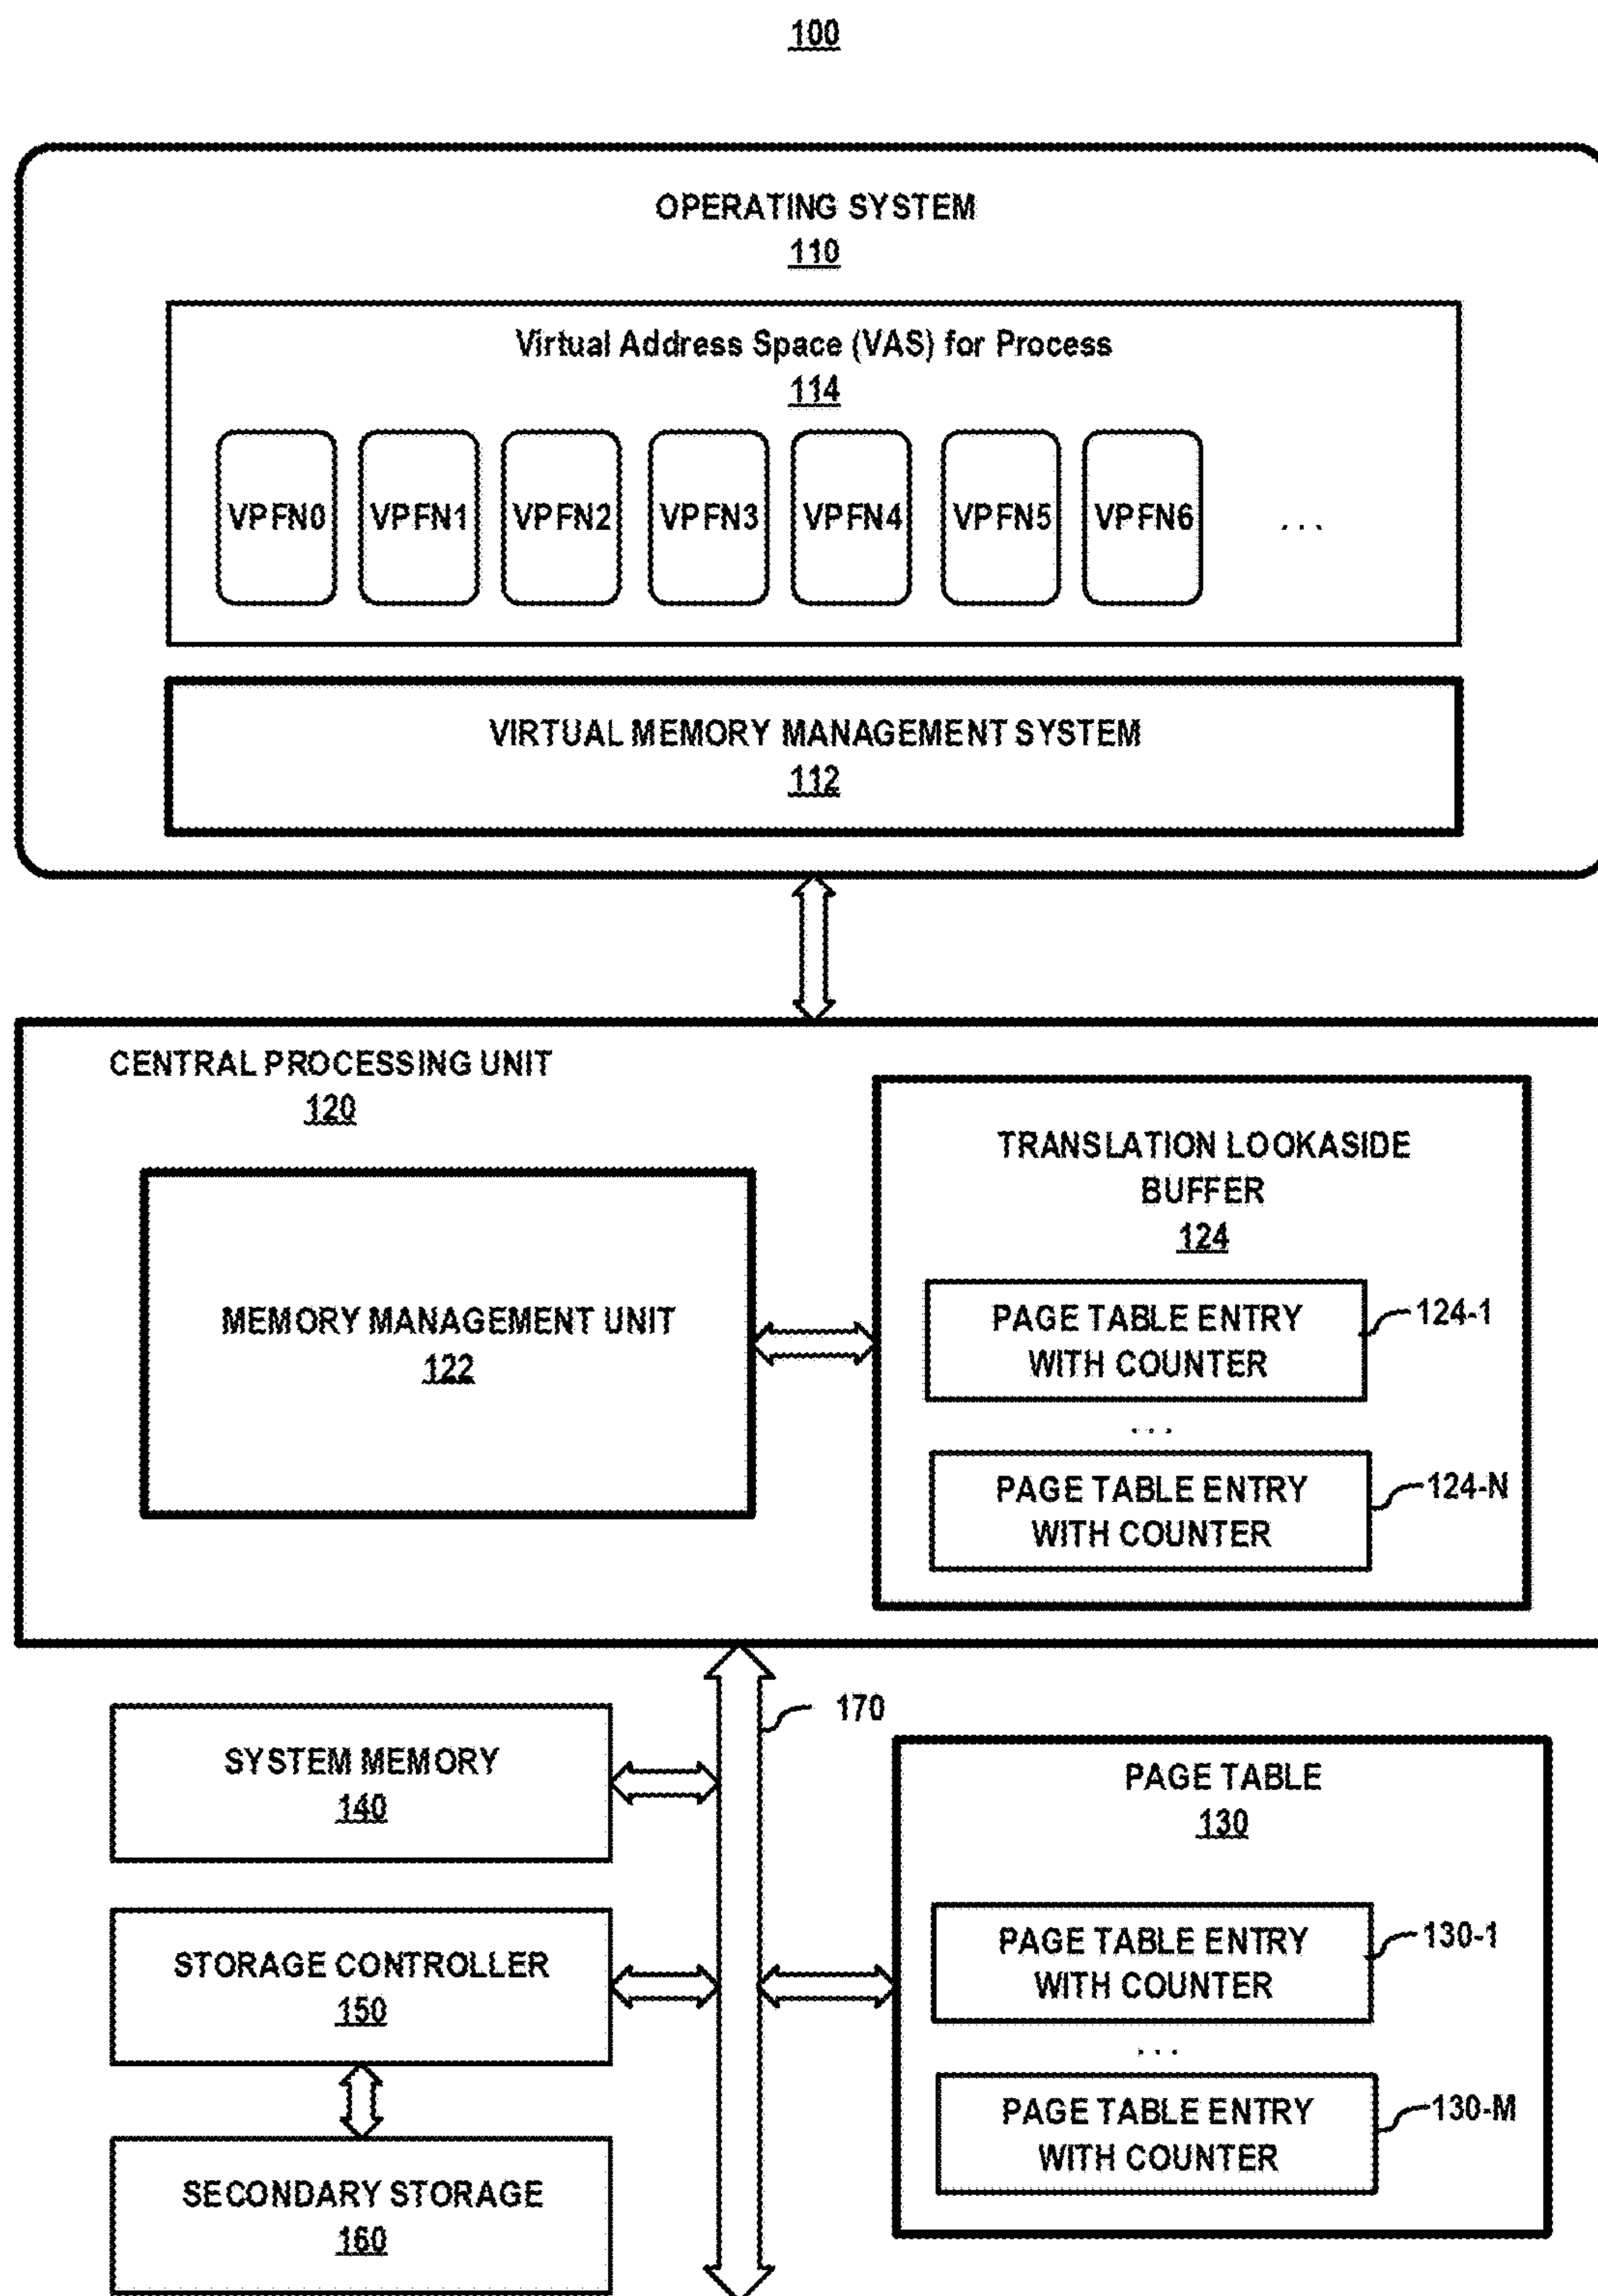 100
OPERATING SYSTEM
110
Virtual Address Space (VAS) for Process
114
VPFN0 VPFN1 VPFN2 VPFN3 VPFN4 VPFN5 VPFN6 ...
VIRTUAL MEMORY MANAGEMENT SYSTEM
112
CENTRAL PROCESSING UNIT
120
MEMORY MANAGEMENT UNIT
122
TRANSLATION LOOKASIDE
BUFFER
124
PAGE TABLE ENTRY
WITH COUNTER
124-1
...
PAGE TABLE ENTRY
WITH COUNTER
124-N
170
SYSTEM MEMORY
140
STORAGE CONTROLLER
150
SECONDARY STORAGE
160
PAGE TABLE
130
PAGE TABLE ENTRY
WITH COUNTER
130-1
...
PAGE TABLE ENTRY
WITH COUNTER
130-M